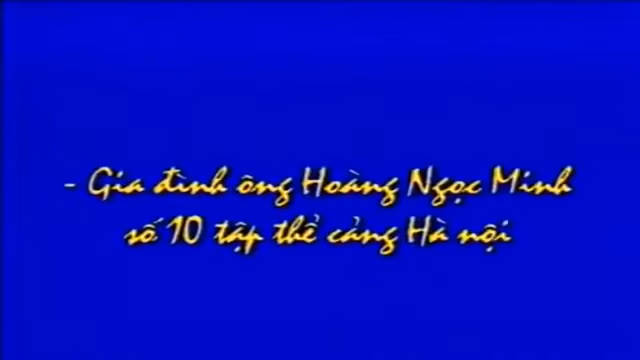 - Gia đình ông Hoàng Ngọc Minh
số 10 tập thể cảng Hà nội